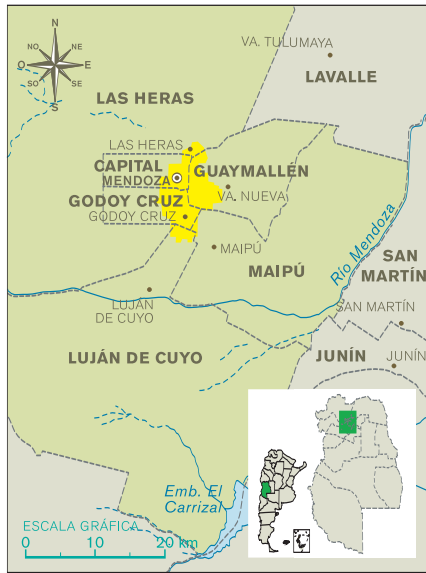 N
NO NE
O E
SO SE
S
VA. TULUMAYA
LAVALLE
LAS HERAS
LAS HERAS
CAPITAL
MENDOZA
GUAYMALLÉN
VA. NUEVA
GODOY CRUZ
GODOY CRUZ
MAIPÚ
MAIPÚ
Río Mendoza
SAN
MARTÍN
LUJÁN
DE CUYO
SAN MARTÍN
LUJÁN DE CUYO
JUNÍN
JUNÍN
Emb. El
Carrizal
ESCALA GRÁFICA
0 10 20 km